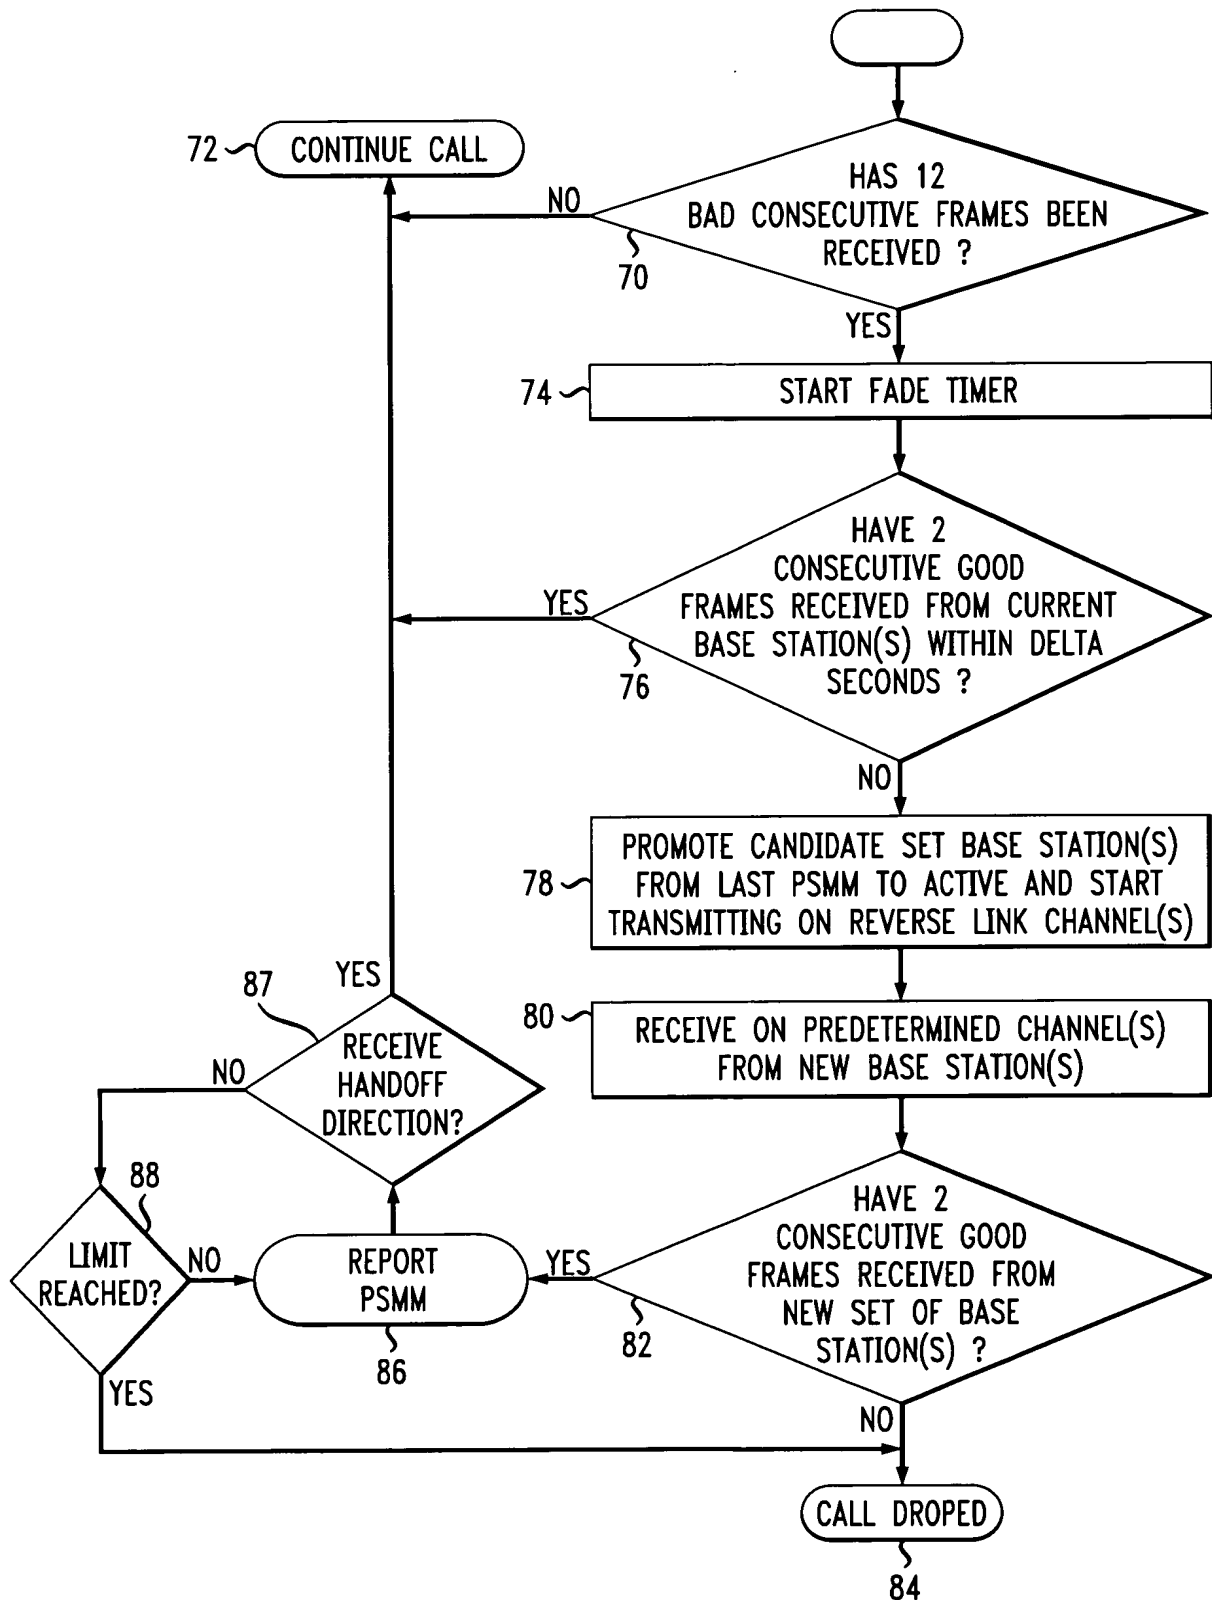 72
CONTINUE CALL
HAS 12
BAD CONSECUTIVE FRAMES BEEN
RECEIVED ?
NO
70
YES
74
START FADE TIMER
HAVE 2
CONSECUTIVE GOOD
FRAMES RECEIVED FROM CURRENT
BASE STATION(S) WITHIN DELTA
SECONDS ?
YES
76
NO
78
PROMOTE CANDIDATE SET BASE STATION(S)
FROM LAST PSMM TO ACTIVE AND START
TRANSMITTING ON REVERSE LINK CHANNEL(S)
80
RECEIVE ON PREDETERMINED CHANNEL(S)
FROM NEW BASE STATION(S)
HAVE 2
CONSECUTIVE GOOD
FRAMES RECEIVED FROM
NEW SET OF BASE
STATION(S) ?
YES
82
NO
REPORT
PSMM
86
87
RECEIVE
HANDOFF
DIRECTION?
YES
NO
88
LIMIT
REACHED?
NO
YES
CALL DROPED
84